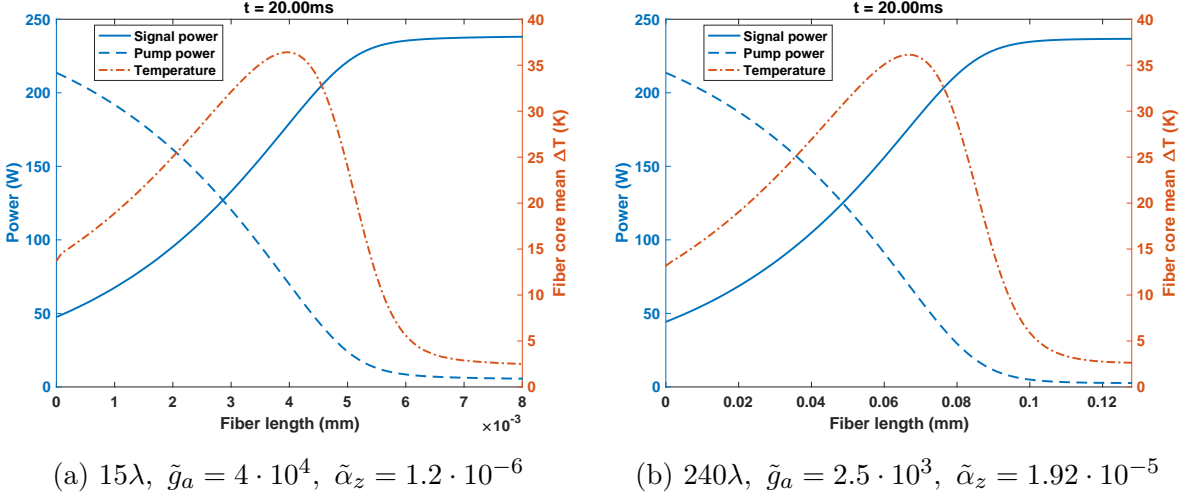 t = 20.00ms
Signal power
Pump power
Temperature
Power (W)
250
200
150
100
50
0
Fiber core mean ΔT (K)
40
35
30
25
20
15
10
5
0
0 1 2 3 4 5 6 7 8
Fiber length (mm)
×10⁻³
(a) 15λ, g̃ₐ = 4 · 10⁴, α̃_z = 1.2 · 10⁻⁶
t = 20.00ms
Signal power
Pump power
Temperature
Power (W)
250
200
150
100
50
0
Fiber core mean ΔT (K)
40
35
30
25
20
15
10
5
0
0 0.02 0.04 0.06 0.08 0.1 0.12
Fiber length (mm)
(b) 240λ, g̃ₐ = 2.5 · 10³, α̃_z = 1.92 · 10⁻⁵